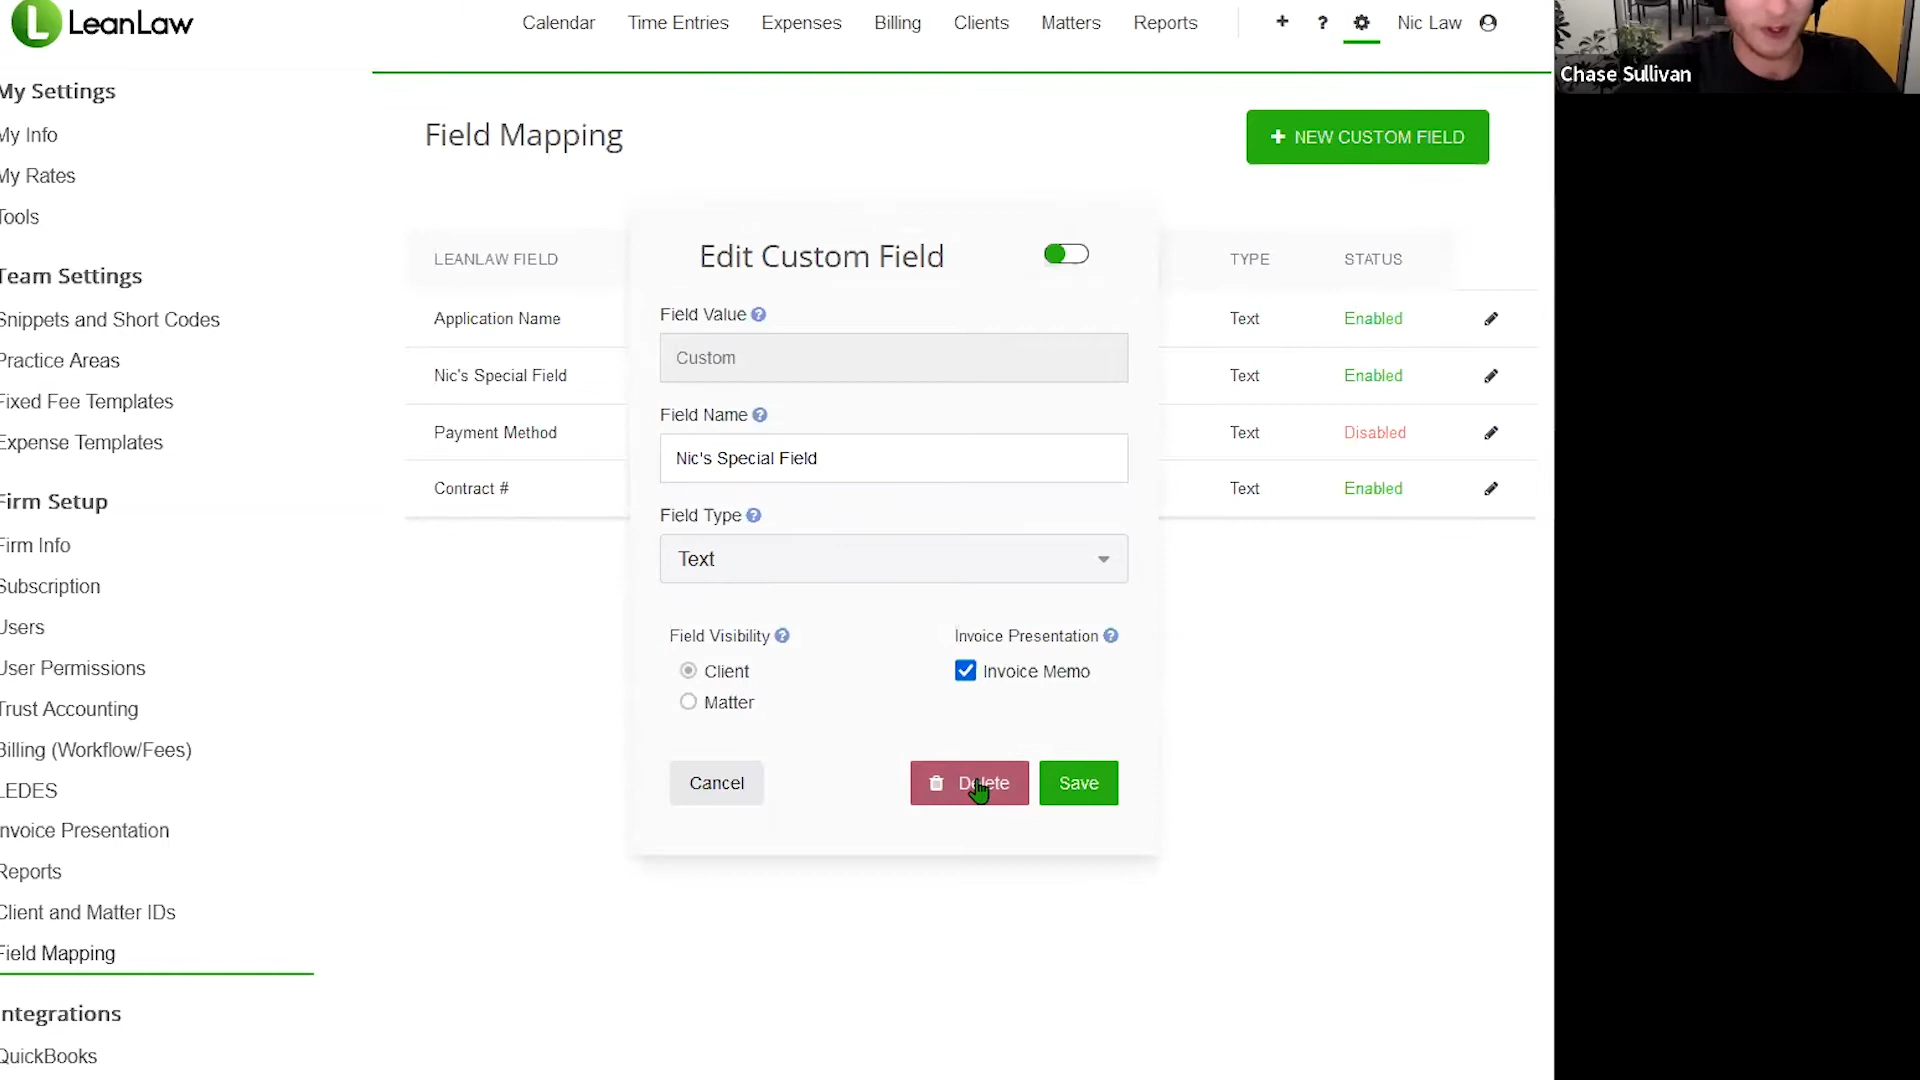 LeanLaw
Calendar Time Entries Expenses Billing Clients Matters Reports + ? Nic Law
Chase Sullivan
My Settings
My Info
My Rates
Tools
Team Settings
Snippets and Short Codes
Practice Areas
Fixed Fee Templates
Expense Templates
Firm Setup
Firm Info
Subscription
Users
User Permissions
Trust Accounting
Billing (Workflow/Fees)
LEDES
Invoice Presentation
Reports
Client and Matter IDs
Field Mapping
Integrations
QuickBooks
Field Mapping
+ NEW CUSTOM FIELD
LEANLAW FIELD TYPE STATUS
Application Name Text Enabled
Nic's Special Field Text Enabled
Payment Method Text Disabled
Contract # Text Enabled
Edit Custom Field
Field Value ?
Custom
Field Name ?
Nic's Special Field
Field Type ?
Text
Field Visibility ?
Client
Matter
Invoice Presentation ?
Invoice Memo
Cancel Delete Save